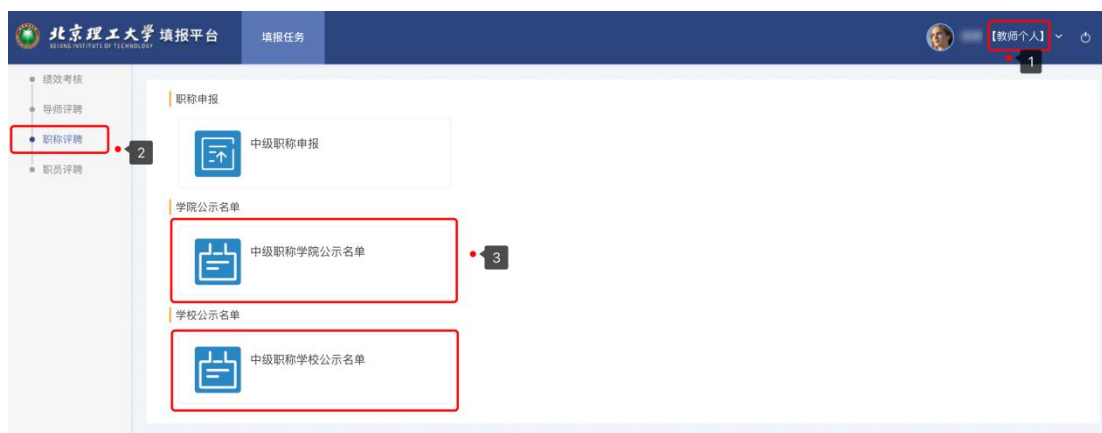 北京理工大学 填报平台
BEIJING INSTITUTE OF TECHNOLOGY
填报任务
【教师个人】
1
绩效考核
导师评聘
职称评聘
2
职员评聘
职称申报
中级职称申报
学院公示名单
中级职称学院公示名单
3
学校公示名单
中级职称学校公示名单